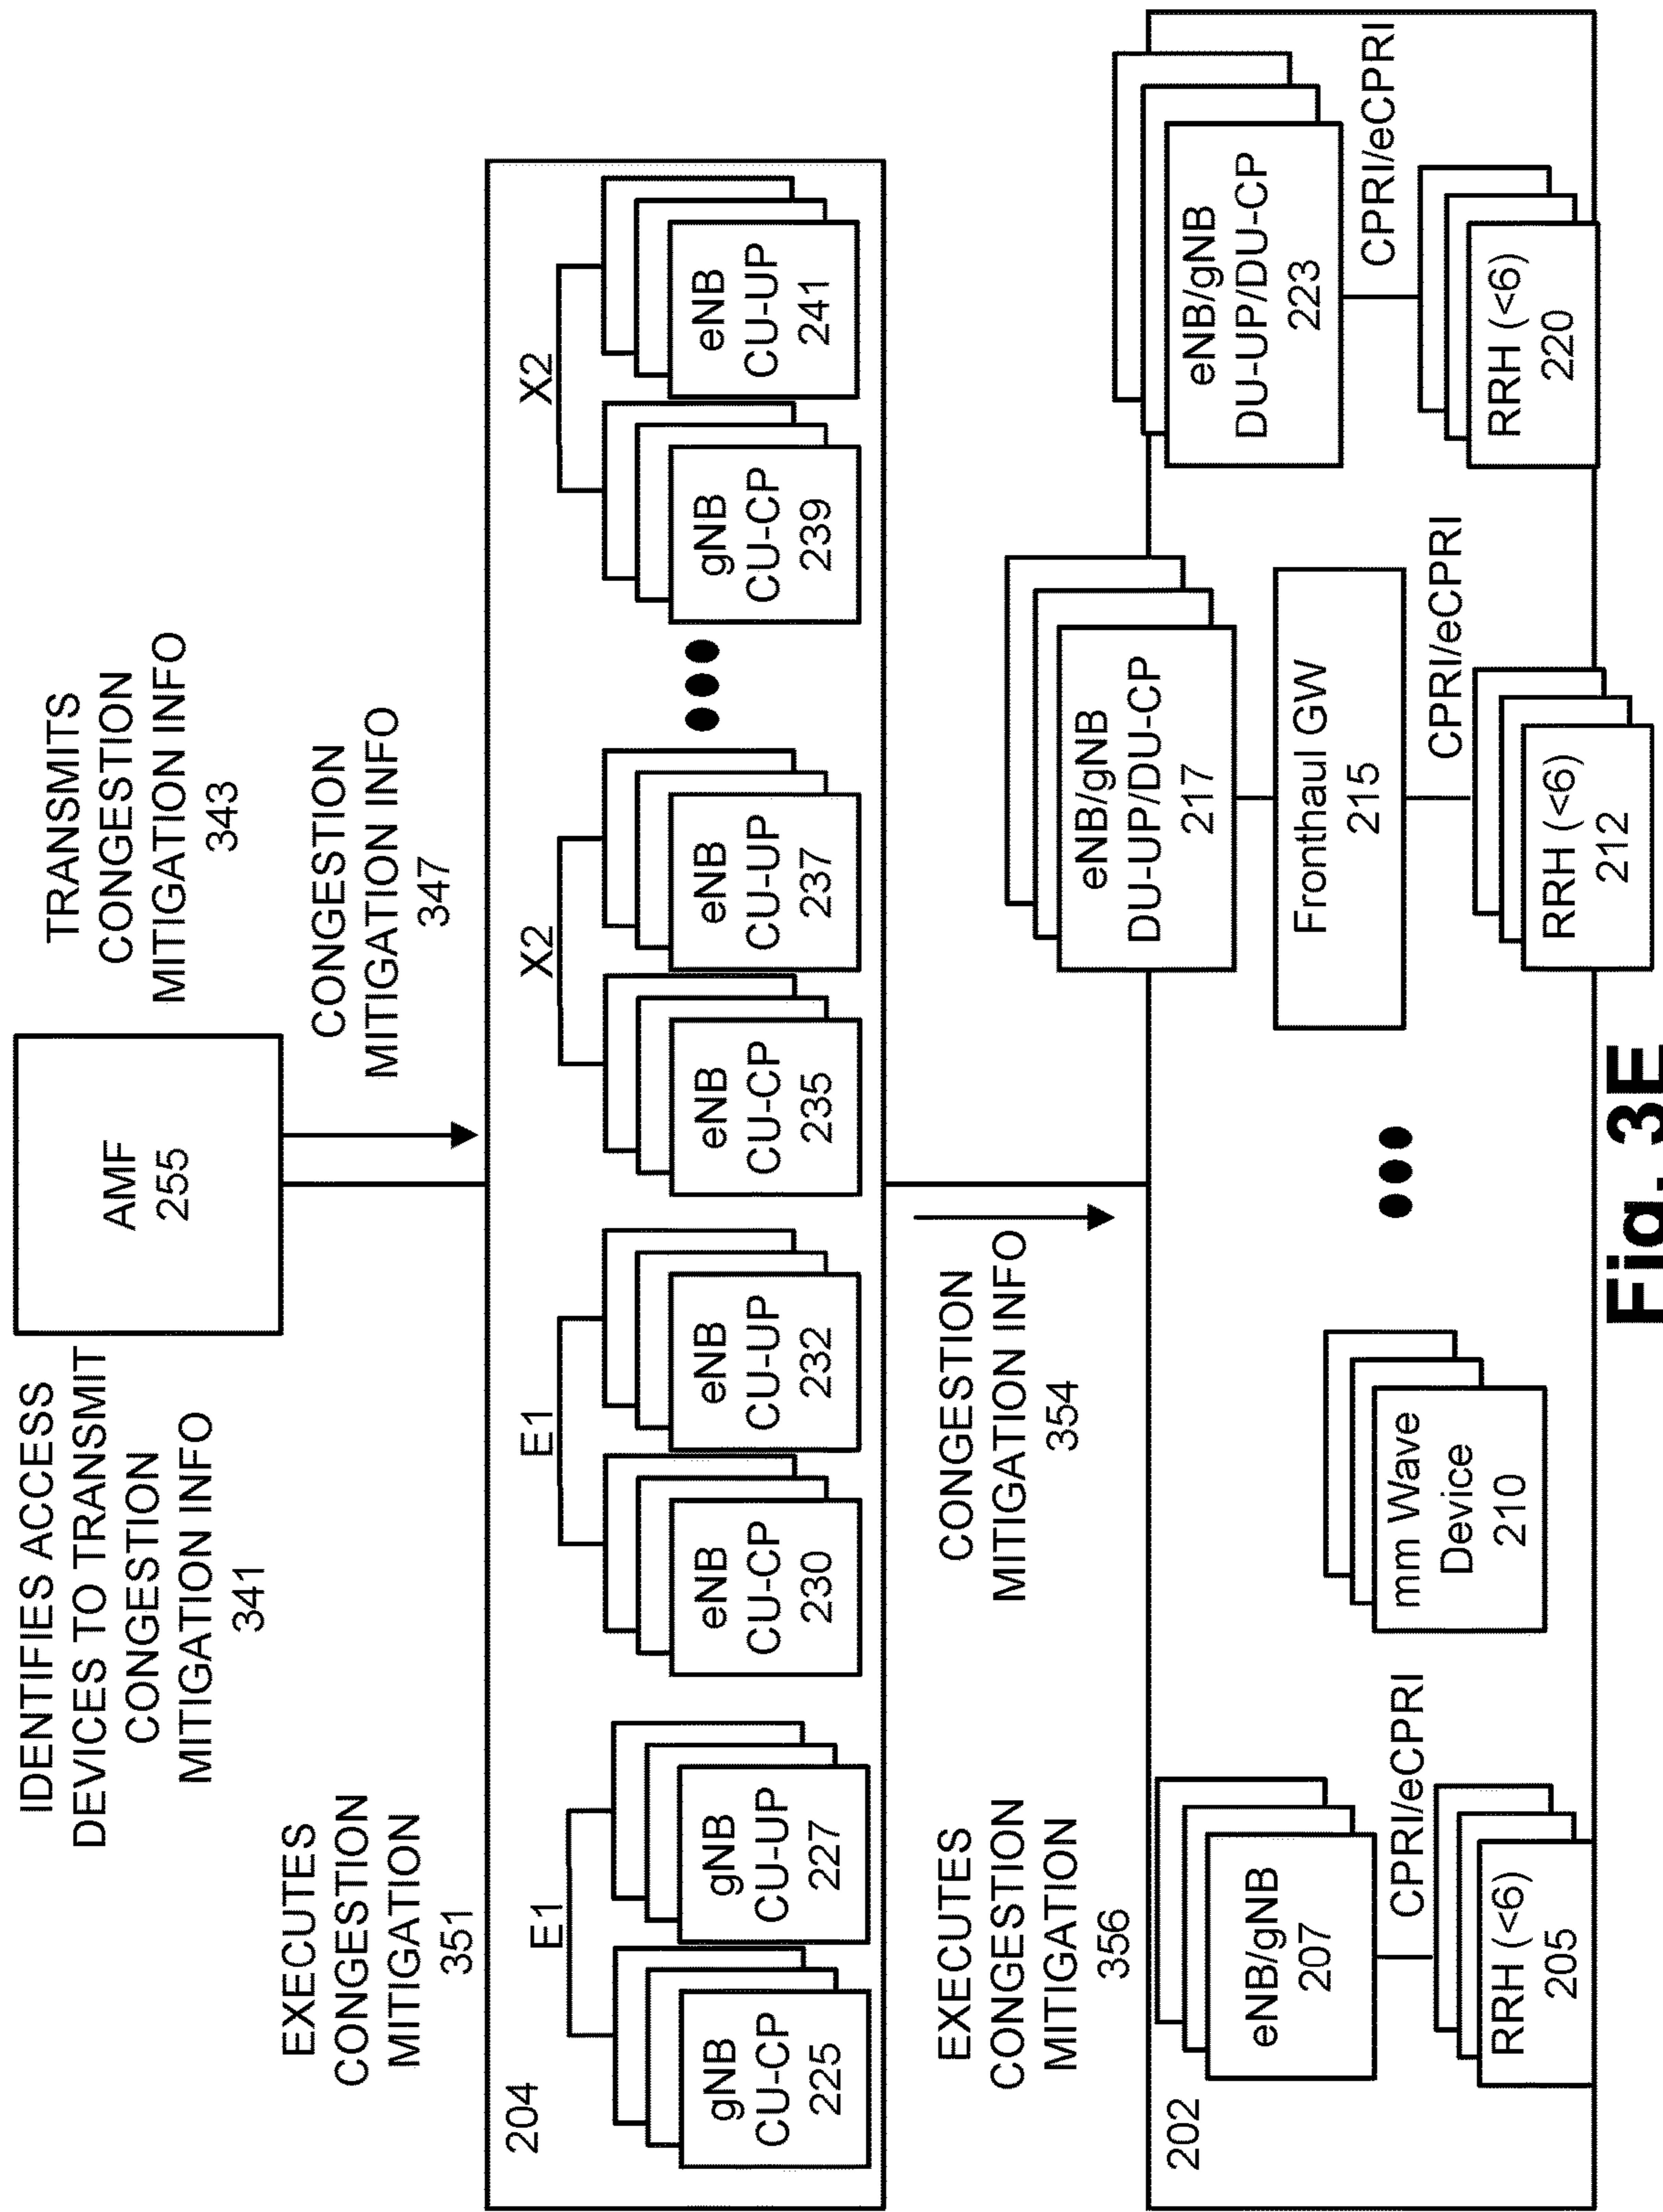 IDENTIFIES ACCESS
DEVICES TO TRANSMIT
CONGESTION
MITIGATION INFO
341
AMF
255
TRANSMITS
CONGESTION
MITIGATION INFO
343
EXECUTES
CONGESTION
MITIGATION
351
CONGESTION
MITIGATION INFO
347
204
E1
gNB
CU-CP
225
gNB
CU-UP
227
E1
eNB
CU-CP
230
eNB
CU-UP
232
X2
eNB
CU-CP
235
eNB
CU-UP
237
X2
gNB
CU-CP
239
eNB
CU-UP
241
EXECUTES
CONGESTION
MITIGATION
356
CONGESTION
MITIGATION INFO
354
202
eNB/gNB
207
CPRI/eCPRI
RRH (<6)
205
mm Wave
Device
210
eNB/gNB
DU-UP/DU-CP
217
Fronthaul GW
215
CPRI/eCPRI
RRH (<6)
212
eNB/gNB
DU-UP/DU-CP
223
CPRI/eCPRI
RRH (<6)
220
Fig. 3E